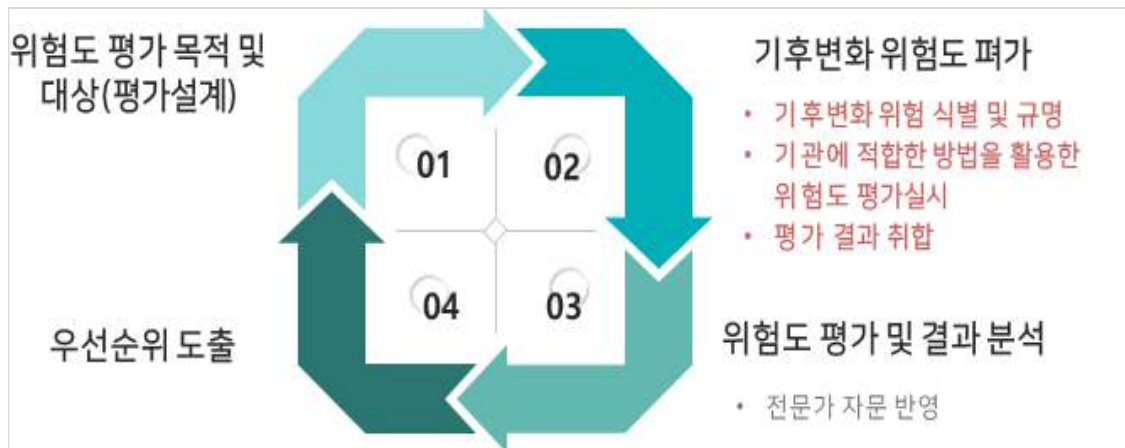 위험도 평가 목적 및
대상(평가설계)
01
02
기후변화 위험도 펴가
• 기후변화 위험 식별 및 규명
• 기관에 적합한 방법을 활용한
위험도 평가실시
• 평가 결과 취합
03
위험도 평가 및 결과 분석
• 전문가 자문 반영
04
우선순위 도출